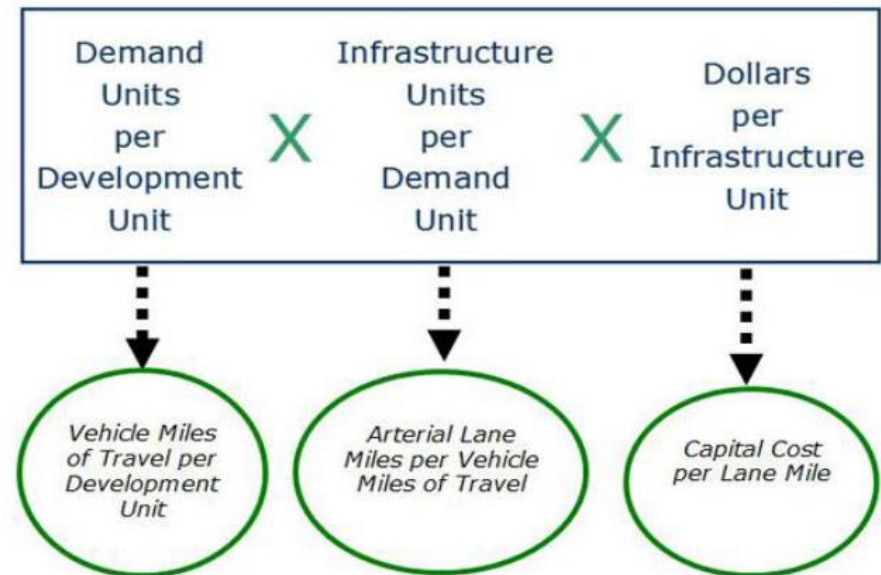 Demand
Units
per
Development
Unit
X
Infrastructure
Units
per
Demand
Unit
X
Dollars
per
Infrastructure
Unit
Vehicle Miles
of Travel per
Development
Unit
Arterial Lane
Miles per Vehicle
Miles of Travel
Capital Cost
per Lane Mile